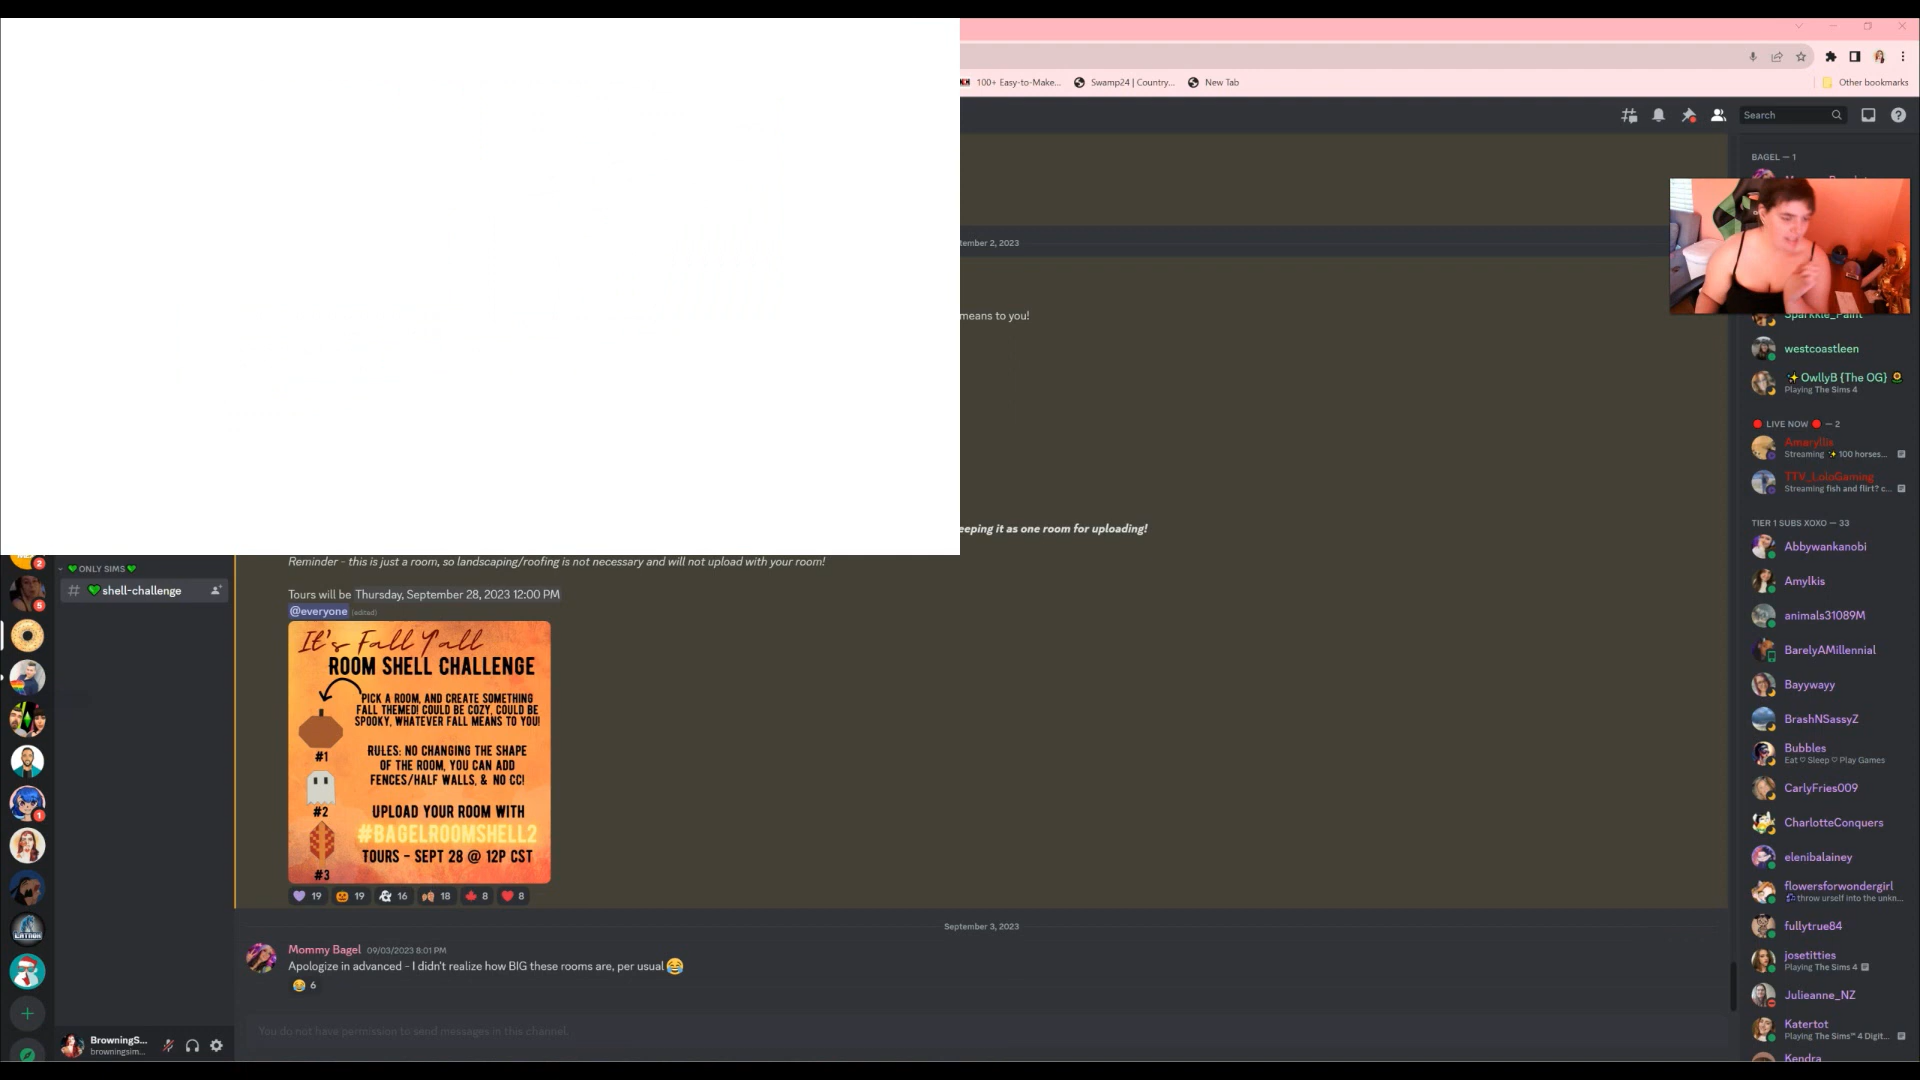 100+ Easy-to-Make...
Swamp24 | Country...
New Tab
Other bookmarks
Search
BAGEL — 1
tember 2, 2023
means to you!
Sparkkle_Paint
westcoastleen
✨OwllyB {The OG} 🌻
Playing The Sims 4
🔴 LIVE NOW 🔴 — 2
Amaryllis
Streaming ✨100 horses...
TTV_LoloGaming
Streaming fish and flirt? c...
TIER 1 SUBS XOXO — 33
Abbywankanobi
Amylkis
animals31089M
BarelyAMillennial
Bayywayy
BrashNSassyZ
Bubbles
Eat ♡ Sleep ♡ Play Games
CarlyFries009
CharlotteConquers
elenibalainey
flowersforwondergirl
throw urself into the unkn...
fullytrue84
josetitties
Playing The Sims 4
Julieanne_NZ
Katertot
Playing The Sims™ 4 Digit...
Kendra
eeping it as one room for uploading!
Reminder - this is just a room, so landscaping/roofing is not necessary and will not upload with your room!
Tours will be Thursday, September 28, 2023 12:00 PM
@everyone (edited)
It's Fall Y'all
ROOM SHELL CHALLENGE
PICK A ROOM, AND CREATE SOMETHING
FALL THEMED! COULD BE COZY, COULD BE
SPOOKY, WHATEVER FALL MEANS TO YOU!
#1
RULES: NO CHANGING THE SHAPE
OF THE ROOM, YOU CAN ADD
FENCES/HALF WALLS, & NO CC!
#2
UPLOAD YOUR ROOM WITH
#BAGELROOMSHELL2
TOURS - SEPT 28 @ 12P CST
#3
💜 19 🎃 19 👻 16 🍂 18 🍁 8 ❤️ 8
September 3, 2023
Mommy Bagel 09/03/2023 8:01 PM
Apologize in advanced - I didn't realize how BIG these rooms are, per usual 😂
😂 6
You do not have permission to send messages in this channel.
💚ONLY SIMS💚
# 💚shell-challenge
2
5
1
BrowningS...
browningsim...